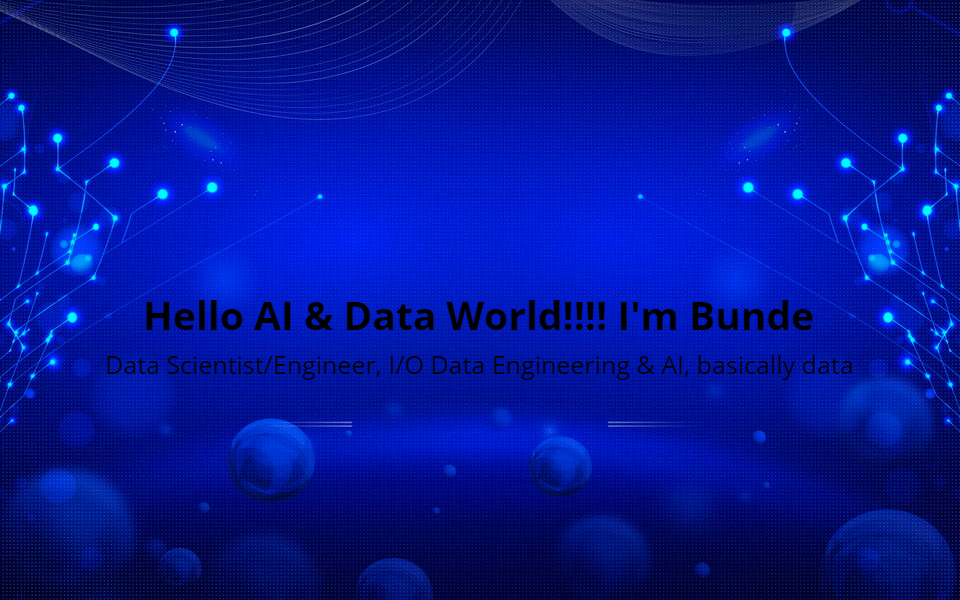 Hello AI & Data World!!!! I'm Bunde
Data Scientist/Engineer, I/O Data Engineering & AI, basically data